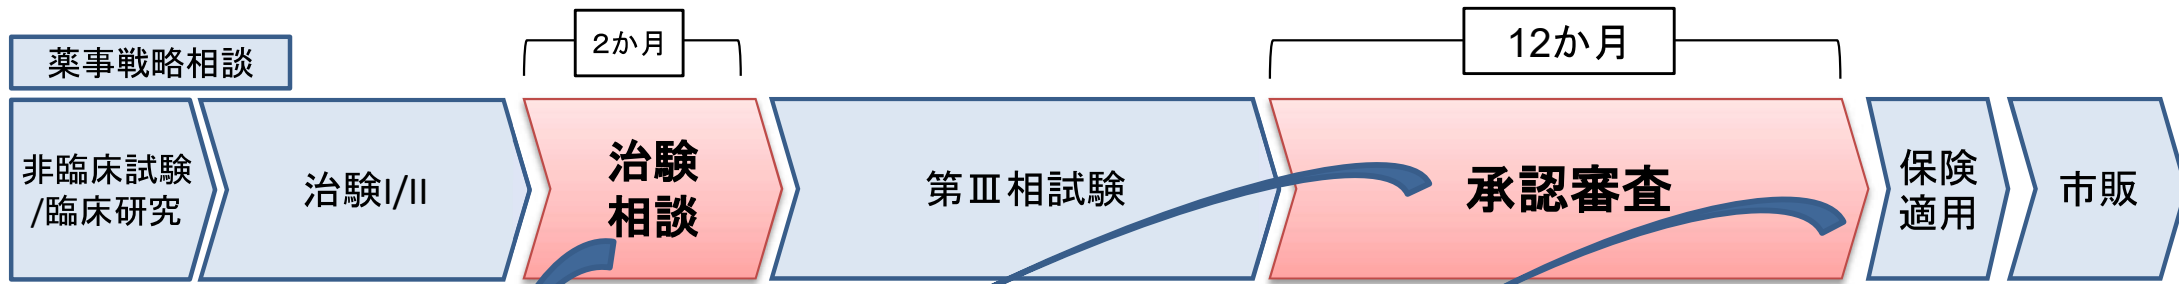 薬事戦略相談
2か月
12か月
非臨床試験
/臨床研究
治験I/II
治験
相談
第Ⅲ相試験
承認審査
保険
適用
市販